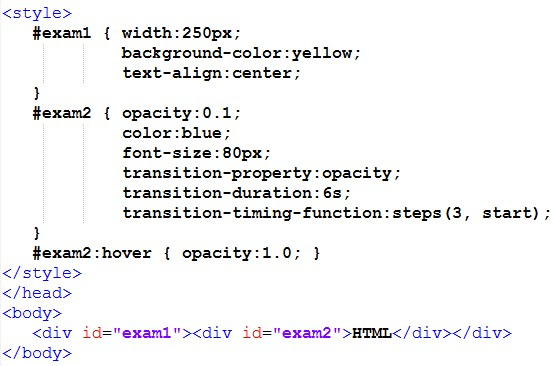 <style>
#exam1 { width:250px;
background-color:yellow;
text-align:center;
}
#exam2 { opacity:0.1;
color:blue;
font-size:80px;
transition-property:opacity;
transition-duration:6s;
transition-timing-function:steps(3, start);
}
#exam2:hover { opacity:1.0; }
</style>
</head>
<body>
<div id="exam1"><div id="exam2">HTML</div></div>
</body>